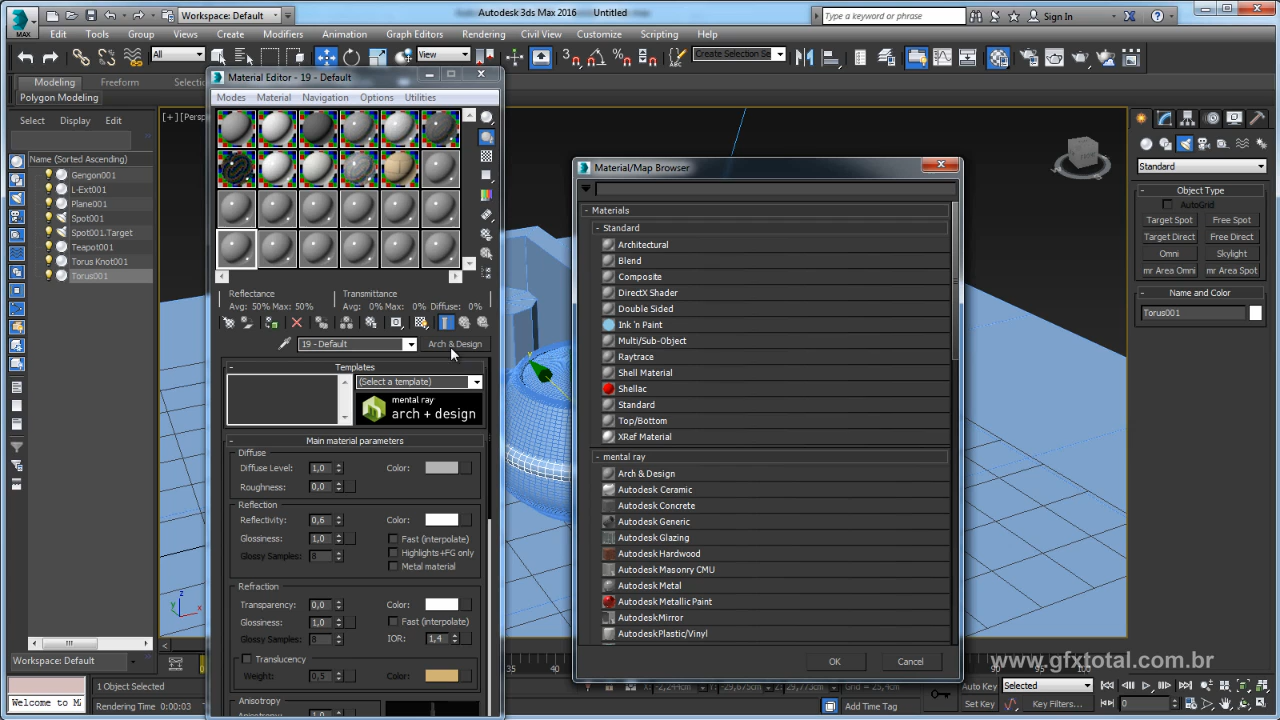 MAX
Workspace: Default
Autodesk 3ds Max 2016 Untitled
Type a keyword or phrase
Sign In
Edit Tools Group Views Create Modifiers Animation Graph Editors Rendering Civil View Customize Scripting Help
All
View
3
Create Selection Se
Modeling Freeform Selectio
Polygon Modeling
Select Display Edit
Name (Sorted Ascending)
Gengon001
L-Ext001
Plane001
Spot001
Spot001.Target
Teapot001
Torus Knot001
Torus001
Workspace: Default
Welcome to M
1 Object Selected
Rendering Time 0:00:03
[+] [Persp
Material Editor - 19 - Default
Modes Material Navigation Options Utilities
Reflectance
Avg: 50% Max: 50%
Transmittance
Avg: 0% Max: 0% Diffuse: 0%
19 - Default
Arch & Design
- Templates
(Select a template)
mental ray
arch + design
- Main material parameters
Diffuse
Diffuse Level: 1,0 Color:
Roughness: 0,0
Reflection
Reflectivity: 0,6 Color:
Glossiness: 1,0 Fast (interpolate)
Glossy Samples: 8 Highlights+FG only
Metal material
Refraction
Transparency: 0,0 Color:
Glossiness: 1,0 Fast (interpolate)
Glossy Samples: 8 IOR: 1,4
Translucency
Weight: 0,5 Color:
Anisotropy
Material/Map Browser
- Materials
- Standard
Architectural
Blend
Composite
DirectX Shader
Double Sided
Ink 'n Paint
Multi/Sub-Object
Raytrace
Shell Material
Shellac
Standard
Top/Bottom
XRef Material
- mental ray
Arch & Design
Autodesk Ceramic
Autodesk Concrete
Autodesk Generic
Autodesk Glazing
Autodesk Hardwood
Autodesk Masonry CMU
Autodesk Metal
Autodesk Metallic Paint
Autodesk Mirror
Autodesk Plastic/Vinyl
OK Cancel
Standard
- Object Type
AutoGrid
Target Spot Free Spot
Target Direct Free Direct
Omni Skylight
mr Area Omni mr Area Spot
- Name and Color
Torus001
www.gfxtotal.com.br
35 40
Add Time Tag
Auto Key Selected
Set Key Key Filters...
0
x
y
z